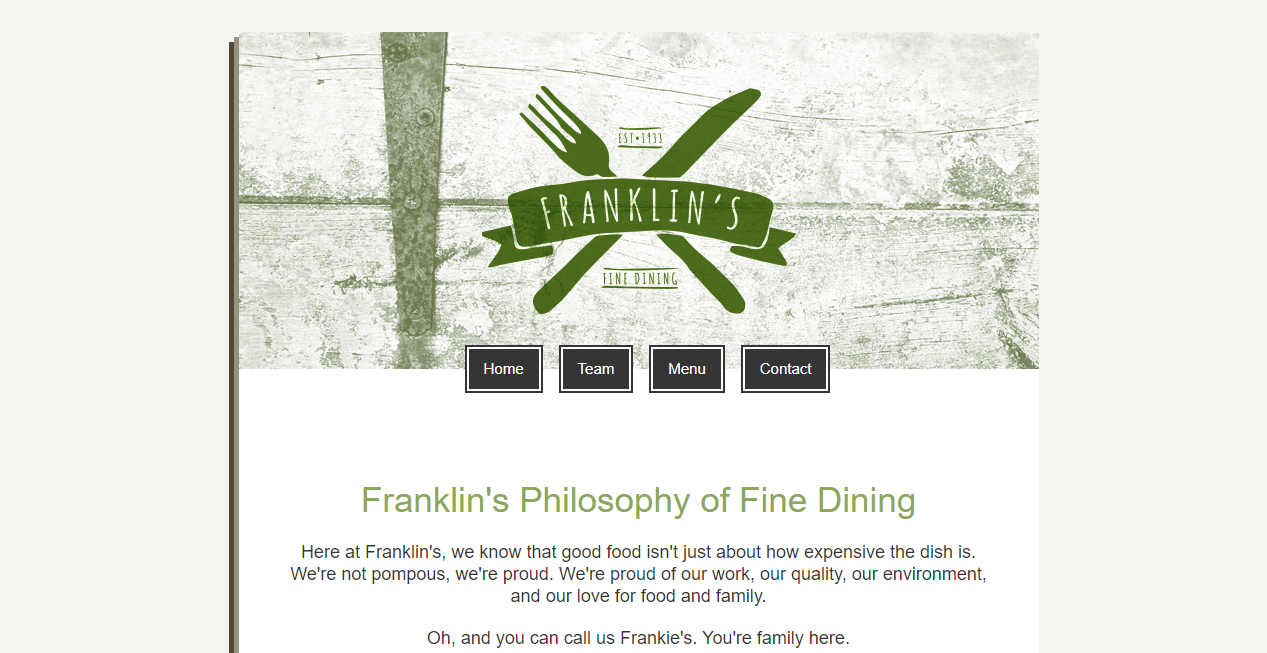 EST•1933
FRANKLIN'S
FINE DINING
Home Team Menu Contact
Franklin's Philosophy of Fine Dining
Here at Franklin's, we know that good food isn't just about how expensive the dish is.
We're not pompous, we're proud. We're proud of our work, our quality, our environment,
and our love for food and family.
Oh, and you can call us Frankie's. You're family here.